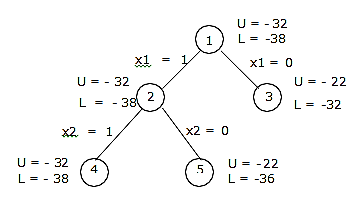 U = - 32
1
L = -38
x1 = 1
x1 = 0
U = - 32
U = - 22
L = - 38
2
3
L = -32
x2 = 1
x2 = 0
U = - 32
4
5
U = -22
L = - 38
L = -36